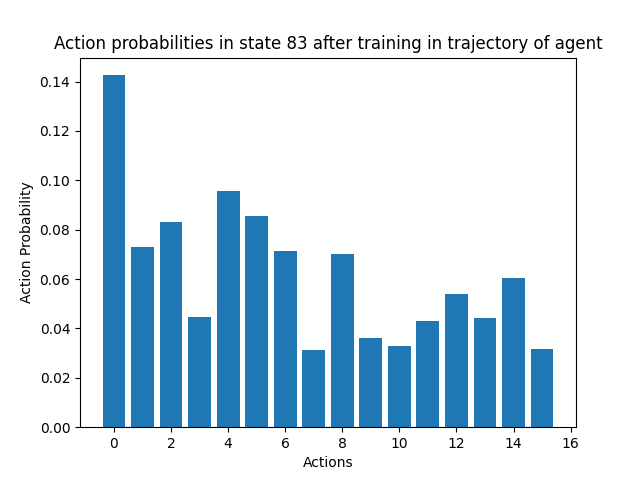 Action probabilities in state 83 after training in trajectory of agent
0.14
0.12
0.10
0.08
0.06
0.04
0.02
0.00
Action Probability
0 2 4 6 8 10 12 14 16
Actions